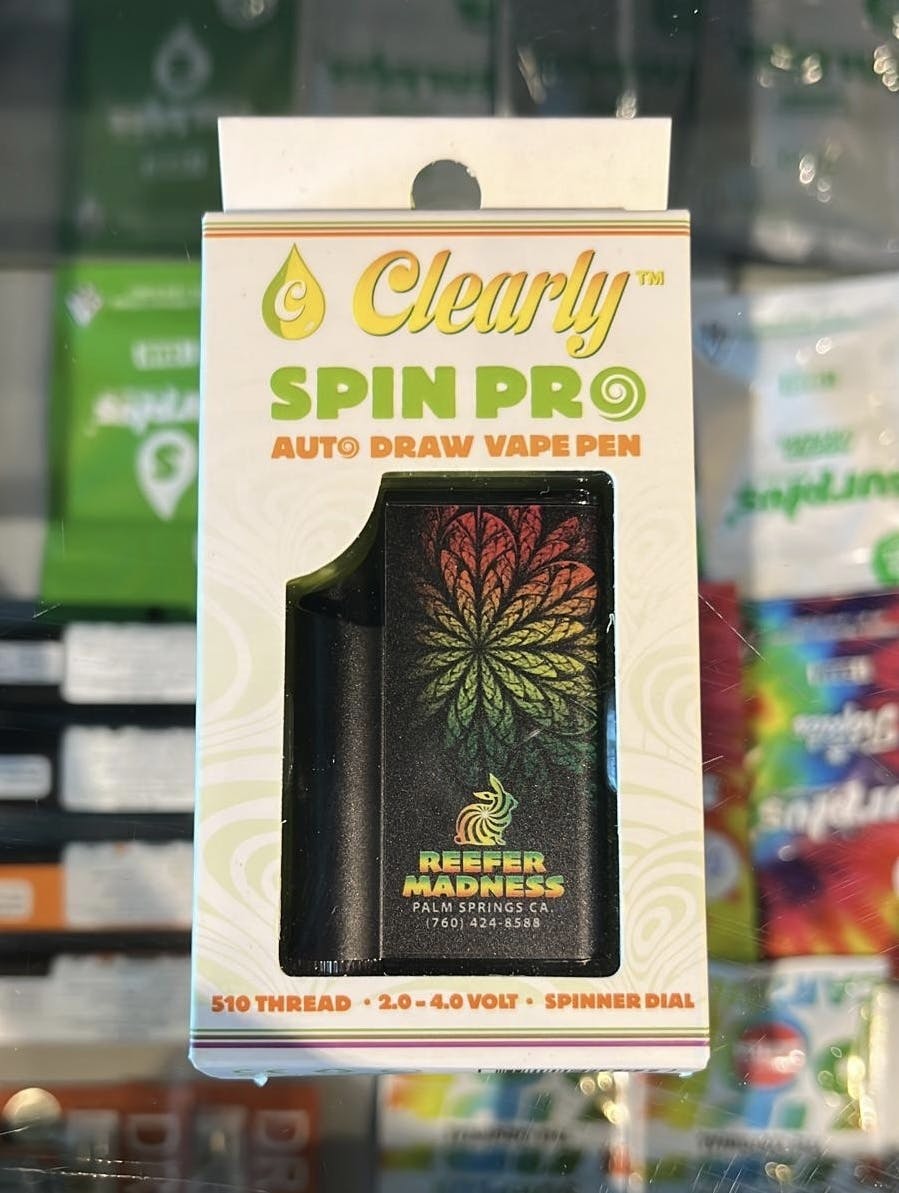 Clearly™
SPIN PRO
AUTO DRAW VAPE PEN
REEFER
MADNESS
PALM SPRINGS CA.
(760) 424-8588
510 THREAD • 2.0 - 4.0 VOLT • SPINNER DIAL